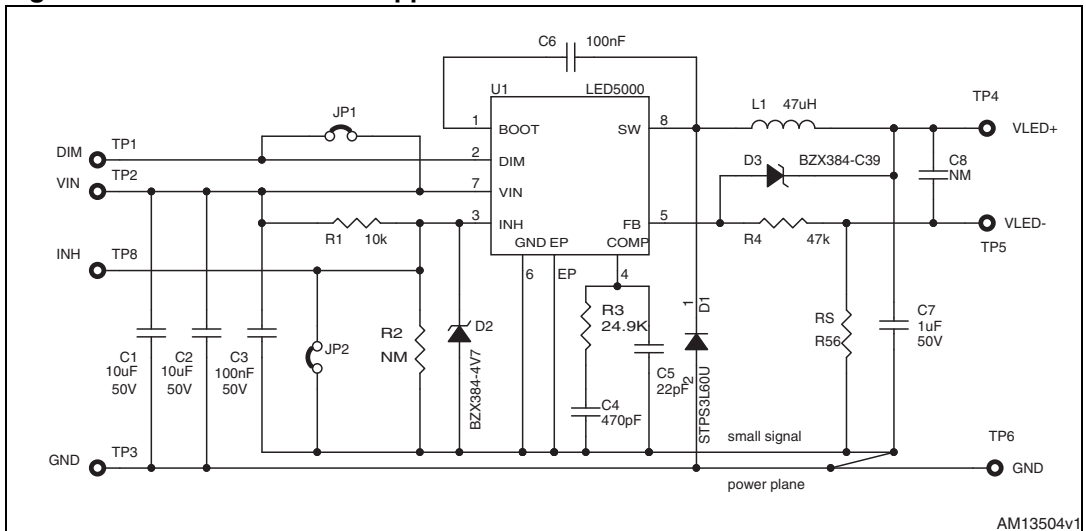 C6 100nF
U1 LED5000
JP1
L1 47uH
TP4
1 BOOT SW 8
VLED+
DIM TP1
2 DIM
D3 BZX384-C39
C8
NM
VIN TP2
7 VIN
3 INH FB 5
VLED-
R1 10k
GND EP COMP
R4 47k
TP5
INH TP8
6 EP 4
D1
1
2
STPS3L60U
R3
24.9K
RS
R56
C7
1uF
50V
R2
NM
D2
BZX384-4V7
JP2
C1
10uF
50V
C2
10uF
50V
C3
100nF
50V
C5
22pF
C4
470pF
small signal
TP6
GND TP3
GND
power plane
AM13504v1